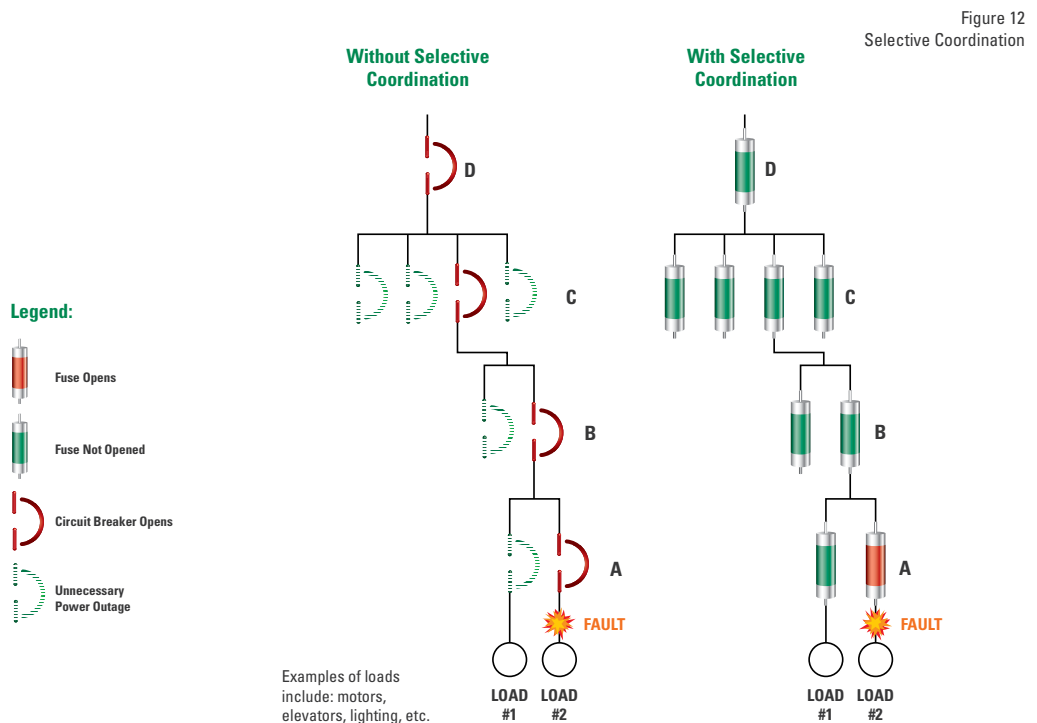 Figure 12
Selective Coordination
Without Selective
Coordination
With Selective
Coordination
D
D
C
C
Legend:
Fuse Opens
Fuse Not Opened
B
B
Circuit Breaker Opens
A
A
Unnecessary
Power Outage
FAULT
FAULT
Examples of loads
include: motors,
elevators, lighting, etc.
LOAD
#1
LOAD
#2
LOAD
#1
LOAD
#2